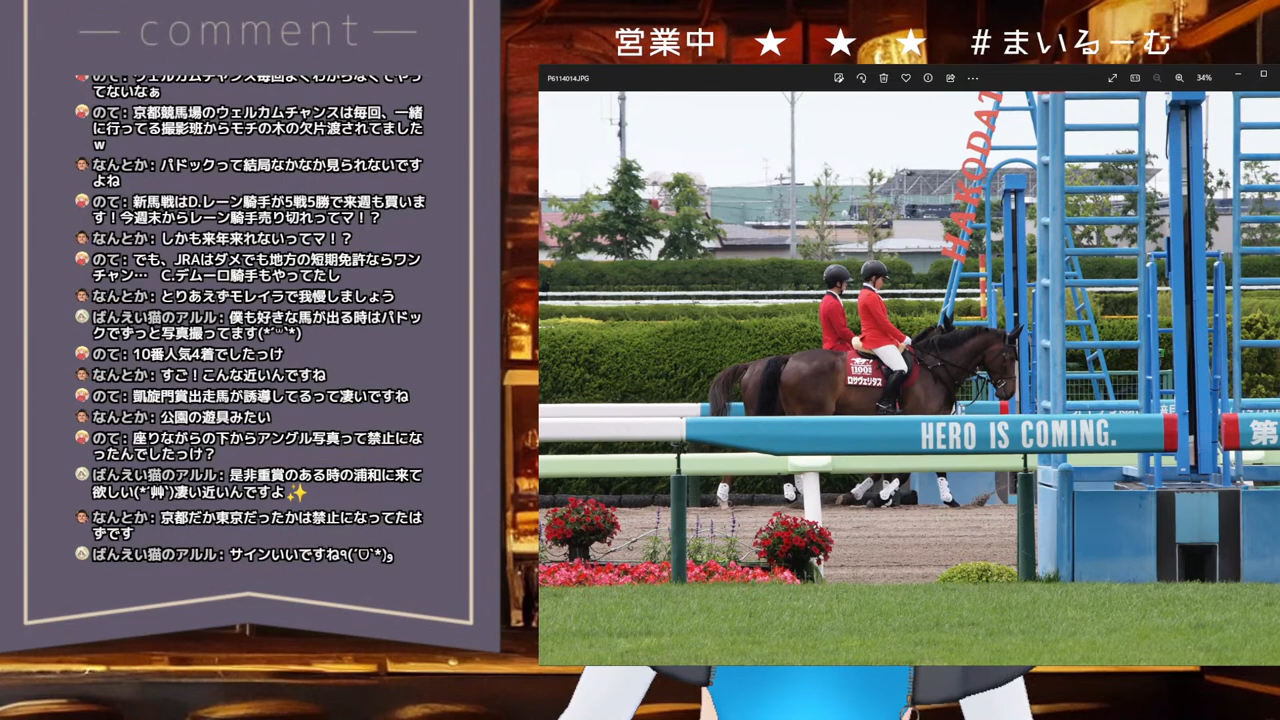 comment
営業中 ★ ★ ★ #まいるーむ
のて: ウェルカムチャンス毎回よくわからなくてやっ
てないなぁ
のて: 京都競馬場のウェルカムチャンスは毎回、一緒
に行ってる撮影班からモチの木の欠片渡されてました
w
なんとか: パドックって結局なかなか見られないです
よね
のて: 新馬戦はD.レーン騎手が5戦5勝で来週も買いま
す！今週末からレーン騎手売り切れってマ！？
なんとか: しかも来年来れないってマ！？
のて: でも、JRAはダメでも地方の短期免許ならワン
チャン… C.デムーロ騎手もやってたし
なんとか: とりあえずモレイラで我慢しましょう
ばんえい猫のアルル: 僕も好きな馬が出る時はパドッ
クでずっと写真撮ってます(*´꒳`*)
のて: 10番人気4着でしたっけ
なんとか: すご！こんな近いんですね
のて: 凱旋門賞出走馬が誘導してるって凄いですね
なんとか: 公園の遊具みたい
のて: 座りながらの下からアングル写真って禁止にな
ったんでしたっけ？
ばんえい猫のアルル: 是非重賞のある時の浦和に来て
欲しい(*´艸`)凄い近いんですよ✨
なんとか: 京都だか東京だったかは禁止になってたは
ずです
ばんえい猫のアルル: サインいいですね٩(ˊᗜˋ*)و
P6114014.JPG
34%
HAKODAT
1100
ロサヴェリタス
HERO IS COMING.
第